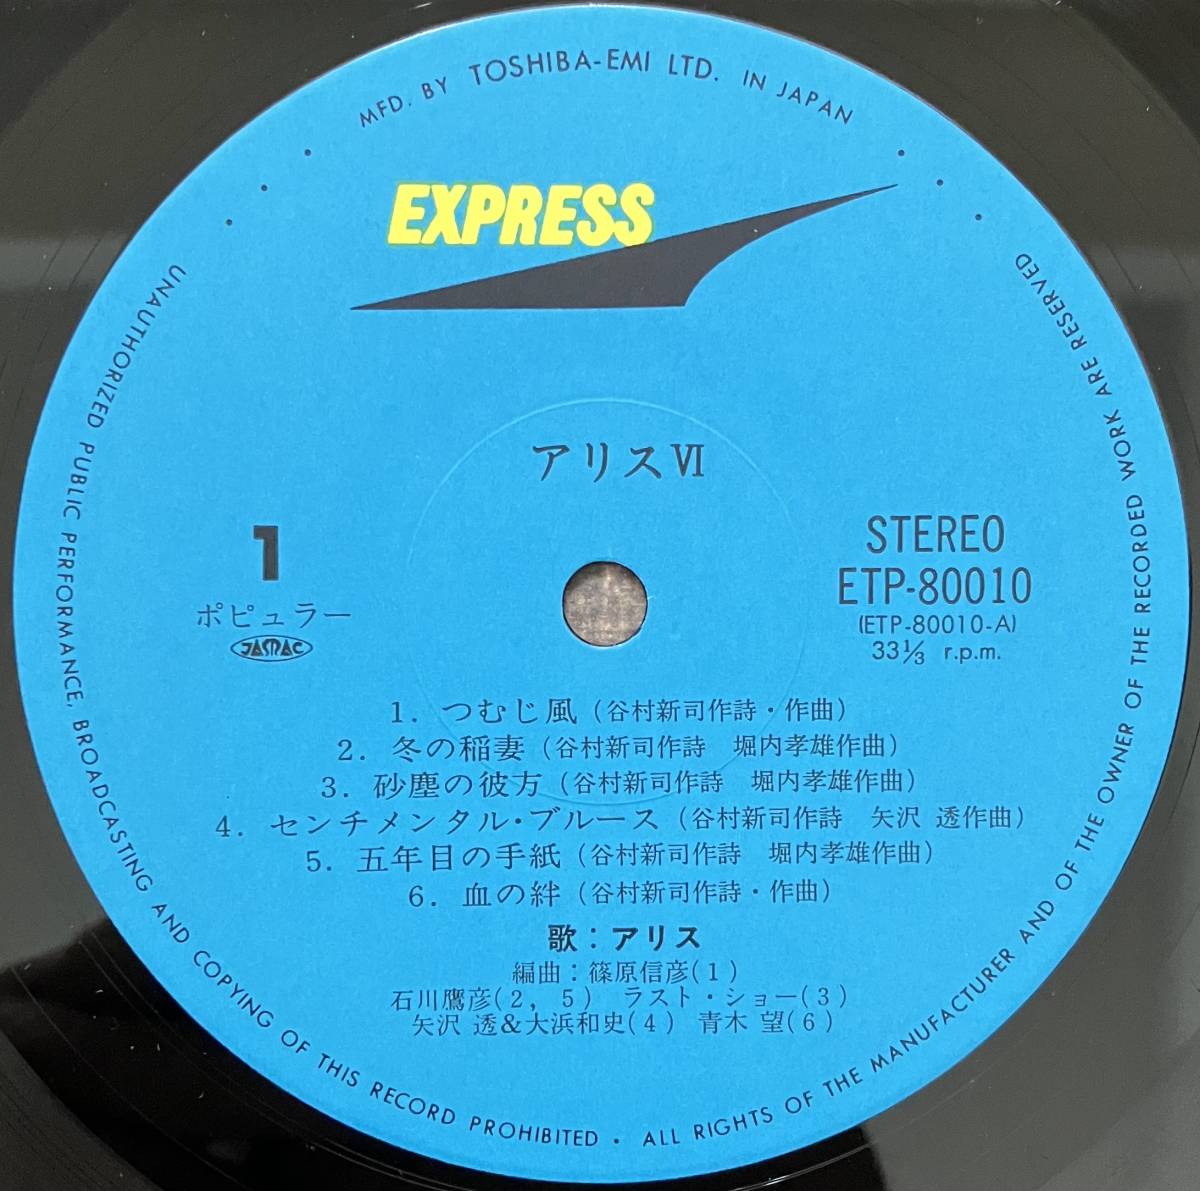 MFD. BY TOSHIBA-EMI LTD. IN JAPAN
EXPRESS
アリスⅥ
1
ポピュラー
JASRAC
STEREO
ETP-80010
(ETP-80010-A)
33⅓ r.p.m.
1. つむじ風(谷村新司作詩・作曲)
2. 冬の稲妻(谷村新司作詩 堀内孝雄作曲)
3. 砂塵の彼方(谷村新司作詩 堀内孝雄作曲)
4. センチメンタル・ブルース(谷村新司作詩 矢沢 透作曲)
5. 五年目の手紙(谷村新司作詩 堀内孝雄作曲)
6. 血の絆(谷村新司作詩・作曲)
歌:アリス
編曲:篠原信彦(1)
石川鷹彦(2, 5) ラスト・ショー(3)
矢沢 透&大浜和史(4) 青木 望(6)
UNAUTHORIZED PUBLIC PERFORMANCE, BROADCASTING AND COPYING OF THIS RECORD PROHIBITED · ALL RIGHTS OF THE MANUFACTURER AND OF THE OWNER OF THE RECORDED WORK ARE RESERVED